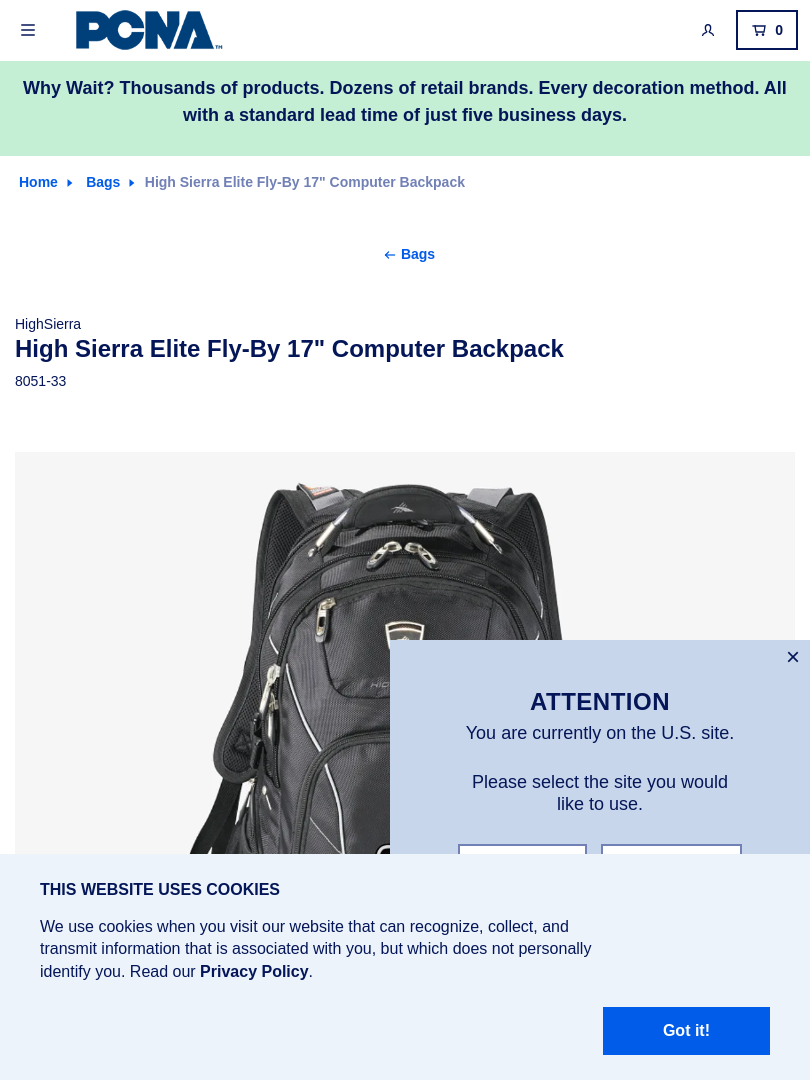 PCNA™
0
Why Wait? Thousands of products. Dozens of retail brands. Every decoration method. All
with a standard lead time of just five business days.
Home
Bags
High Sierra Elite Fly-By 17" Computer Backpack
Bags
HighSierra
High Sierra Elite Fly-By 17" Computer Backpack
8051-33
ATTENTION
You are currently on the U.S. site.
Please select the site you would
like to use.
THIS WEBSITE USES COOKIES
We use cookies when you visit our website that can recognize, collect, and
transmit information that is associated with you, but which does not personally
identify you. Read our Privacy Policy.
Got it!